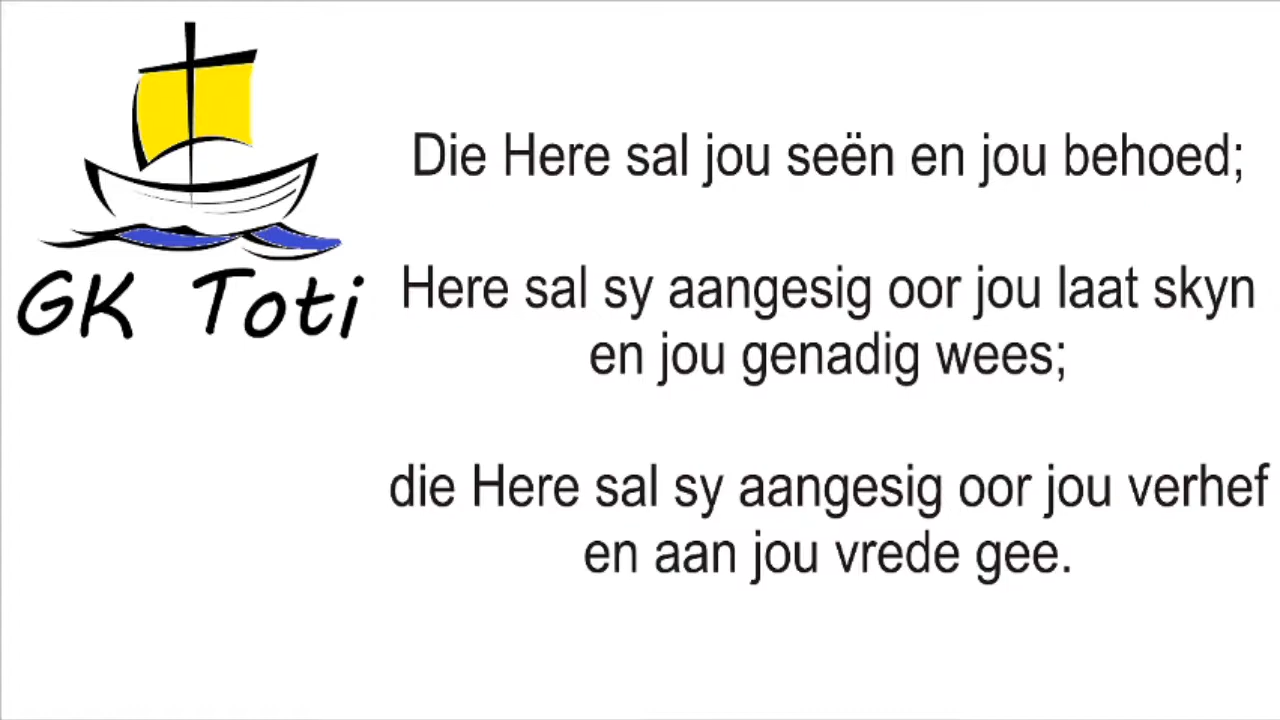 GK Toti
Die Here sal jou seën en jou behoed;
Here sal sy aangesig oor jou laat skyn
en jou genadig wees;
die Here sal sy aangesig oor jou verhef
en aan jou vrede gee.